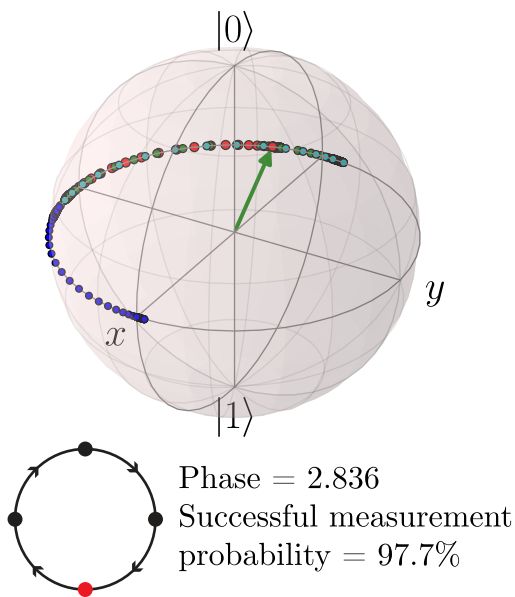 |0⟩
y
x
|1⟩
Phase = 2.836
Successful measurement
probability = 97.7%